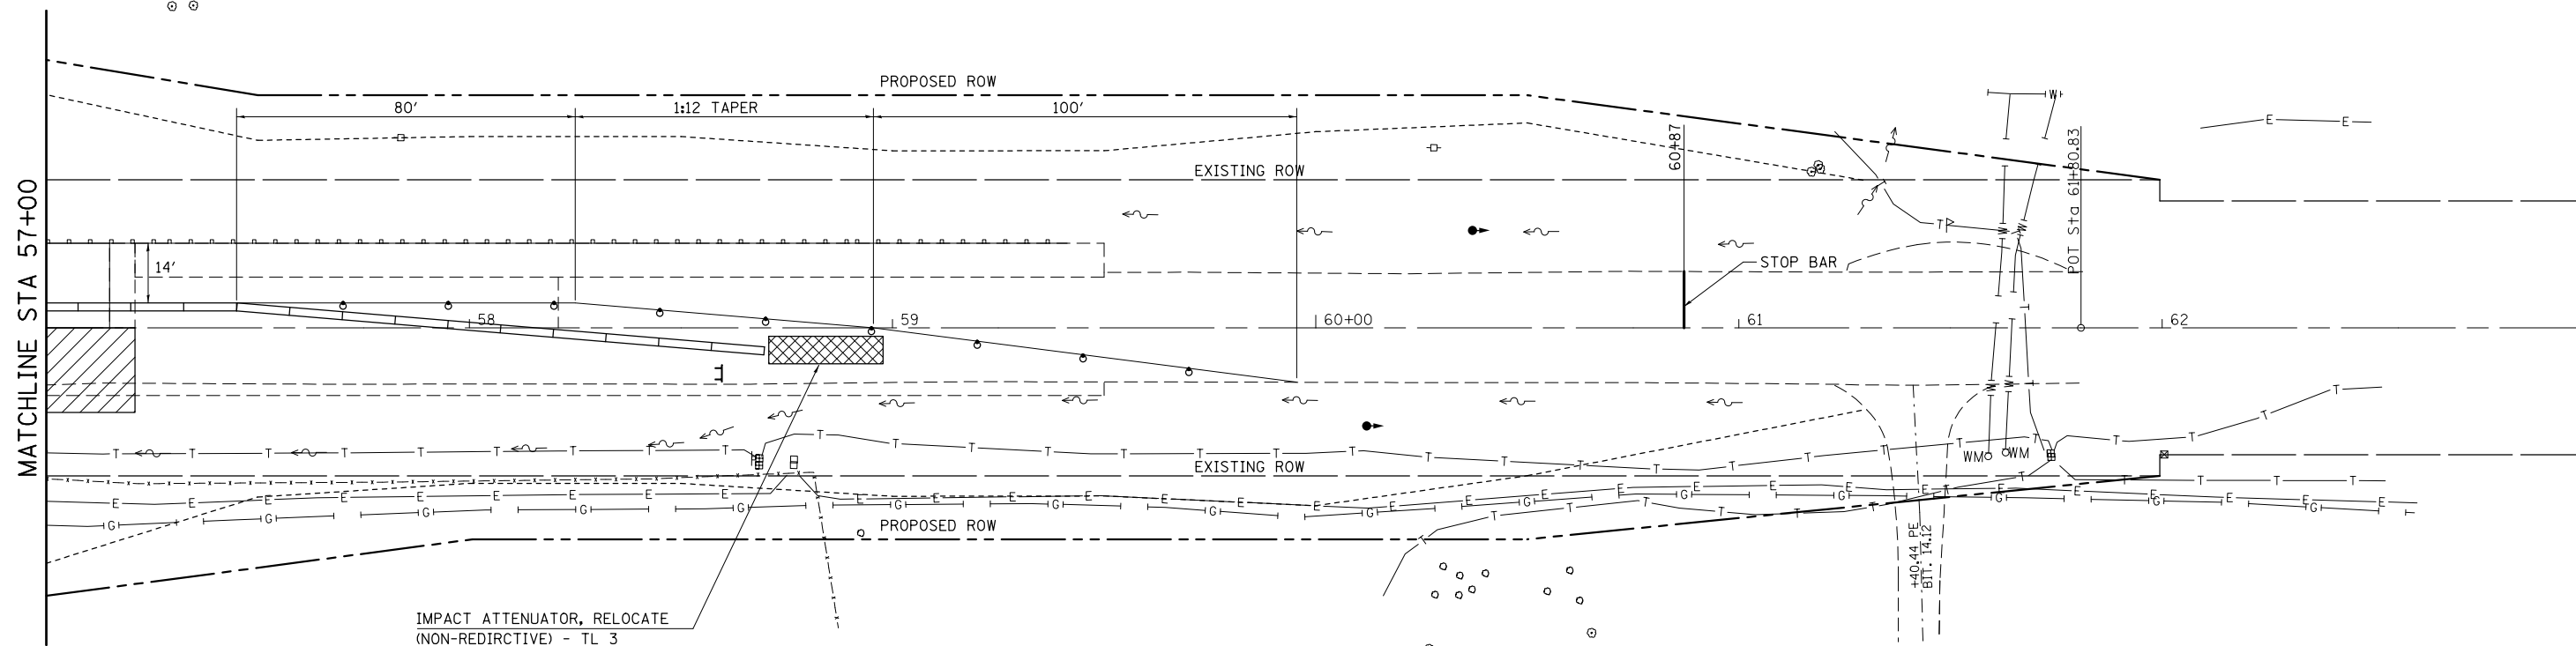 PROPOSED ROW
80'
1:12 TAPER
100'
60+87
W
E E
EXISTING ROW
POT Sta 61+80.83
T
MATCHLINE STA 57+00
14'
STOP BAR
58
59
60+00
61
62
W W
W W
T T
T T T T T T T T T
T T T T T T T T T T T T T T T T T T T
WM WM
EXISTING ROW
T T T T
E E E E E E E E E E E E E E E E E E E E E E E E E E E E E E E
G G G G G G G G G G G G G G G
PROPOSED ROW
T T T T T T T
+40.44 PE
BIT. 14.12
IMPACT ATTENUATOR, RELOCATE
(NON-REDIRCTIVE) - TL 3